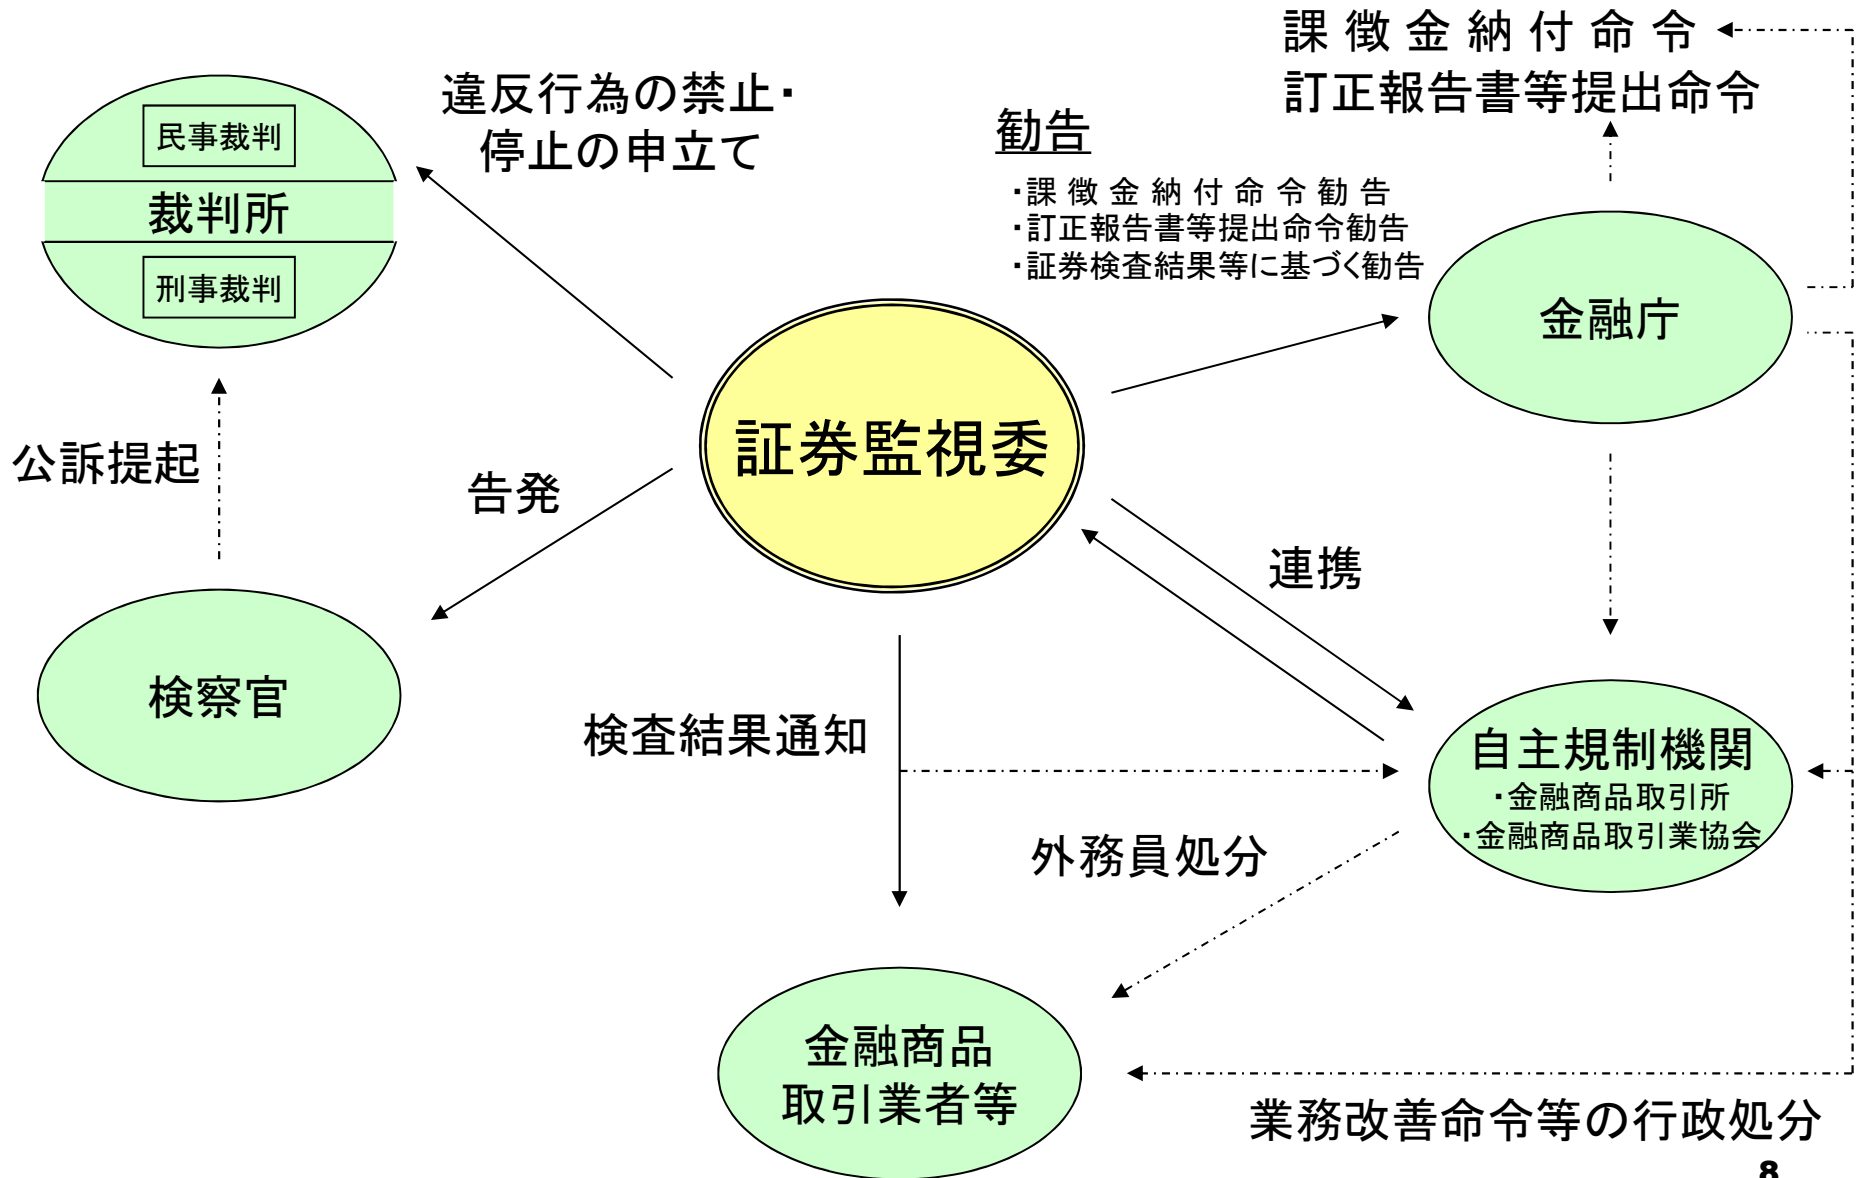 課徴金納付命令
訂正報告書等提出命令
違反行為の禁止・
停止の申立て
勧告
・課徴金納付命令勧告
・訂正報告書等提出命令勧告
・証券検査結果等に基づく勧告
民事裁判
裁判所
刑事裁判
金融庁
証券監視委
公訴提起
告発
連携
検察官
検査結果通知
自主規制機関
・金融商品取引所
・金融商品取引業協会
外務員処分
金融商品
取引業者等
業務改善命令等の行政処分
8